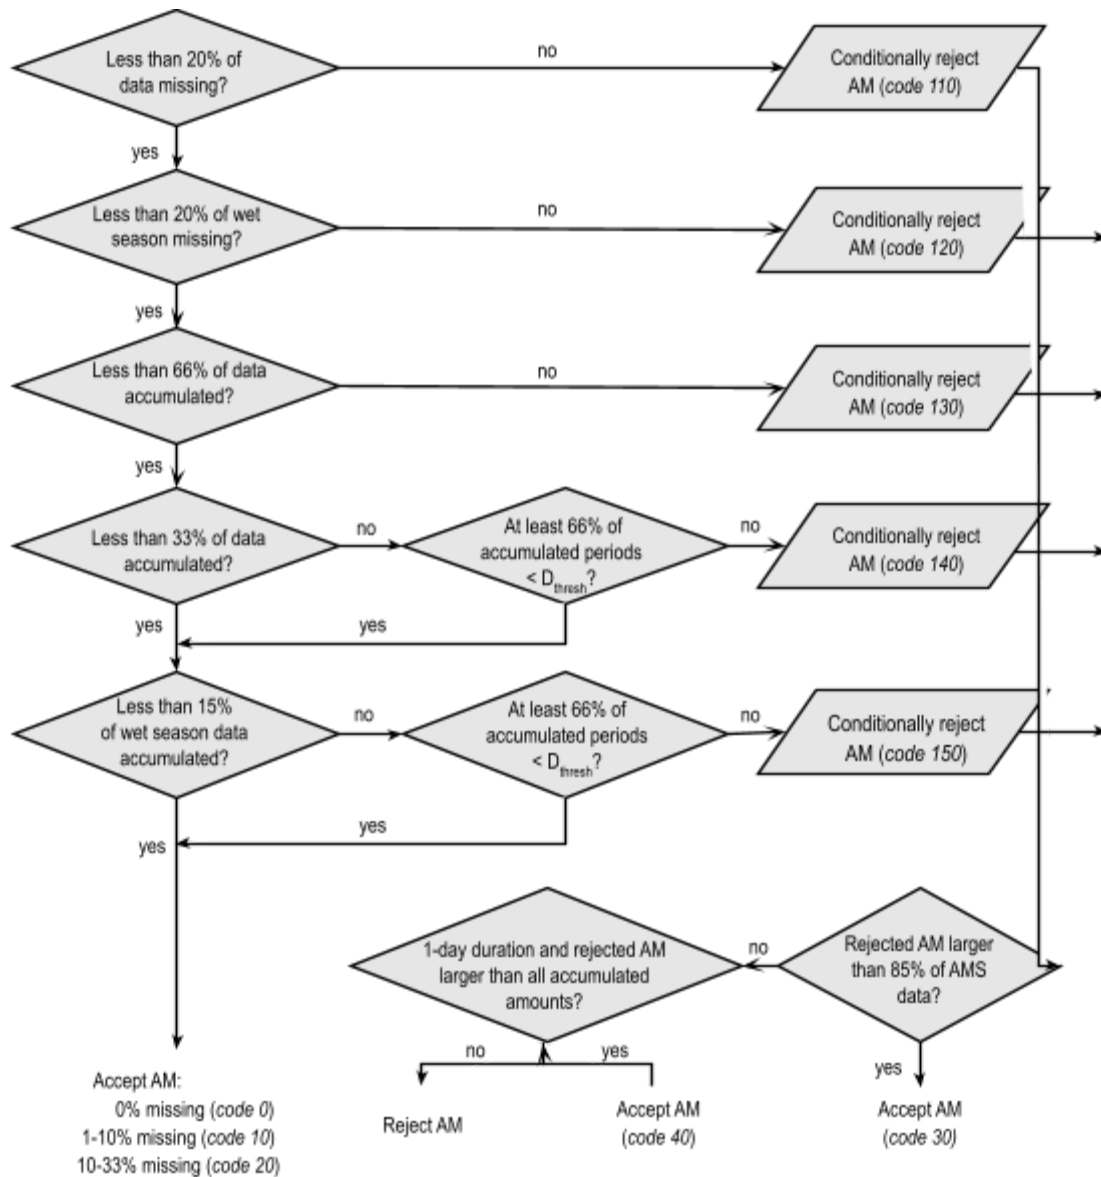 Less than 20% of
data missing?
no
Conditionally reject
AM (code 110)
yes
Less than 20% of wet
season missing?
no
Conditionally reject
AM (code 120)
yes
Less than 66% of data
accumulated?
no
Conditionally reject
AM (code 130)
yes
Less than 33% of data
accumulated?
no
At least 66% of
accumulated periods
< Dthresh?
no
Conditionally reject
AM (code 140)
yes
yes
Less than 15%
of wet season data
accumulated?
no
At least 66% of
accumulated periods
< Dthresh?
no
Conditionally reject
AM (code 150)
yes
yes
1-day duration and rejected AM
larger than all accumulated
amounts?
no
Rejected AM larger
than 85% of AMS
data?
no
yes
yes
Accept AM:
0% missing (code 0)
1-10% missing (code 10)
10-33% missing (code 20)
Reject AM
Accept AM
(code 40)
Accept AM
(code 30)